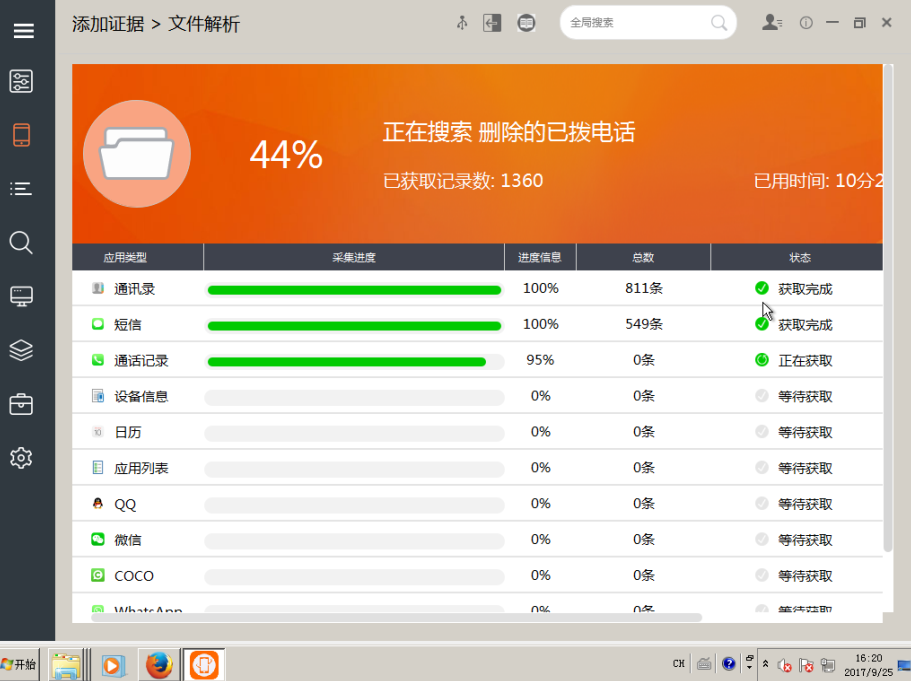 添加证据 > 文件解析
全局搜索
44%
正在搜索 删除的已拨电话
已获取记录数: 1360
已用时间: 10分2
应用类型 采集进度 进度信息 总数 状态
通讯录 100% 811条 获取完成
短信 100% 549条 获取完成
通话记录 95% 0条 正在获取
设备信息 0% 0条 等待获取
日历 0% 0条 等待获取
应用列表 0% 0条 等待获取
QQ 0% 0条 等待获取
微信 0% 0条 等待获取
COCO 0% 0条 等待获取
WhatsApp 0% 0条 等待获取
开始
CH
16:20
2017/9/25